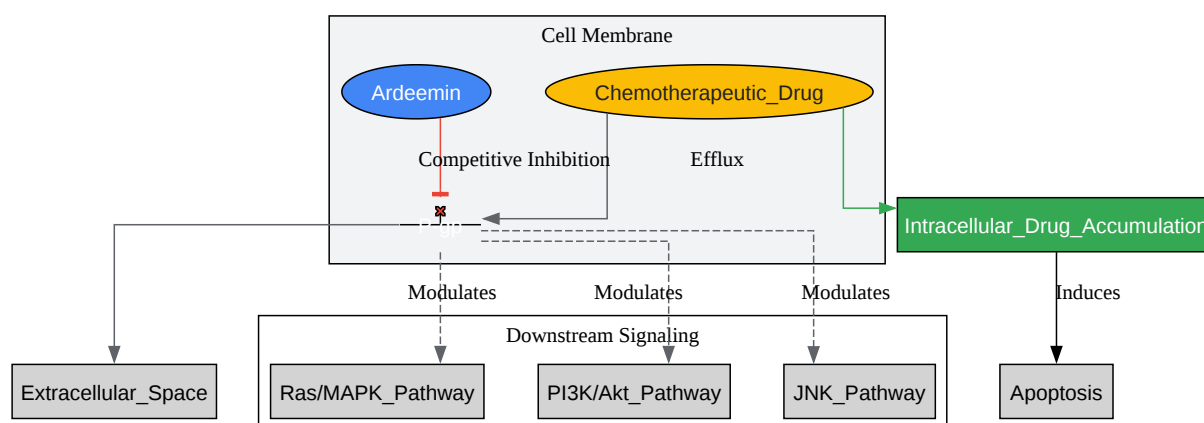 Cell Membrane
Ardeemin
Chemotherapeutic_Drug
Competitive Inhibition
Efflux
P-gp
Intracellular_Drug_Accumulation
Modulates
Modulates
Modulates
Induces
Downstream Signaling
Extracellular_Space
Ras/MAPK_Pathway
PI3K/Akt_Pathway
JNK_Pathway
Apoptosis